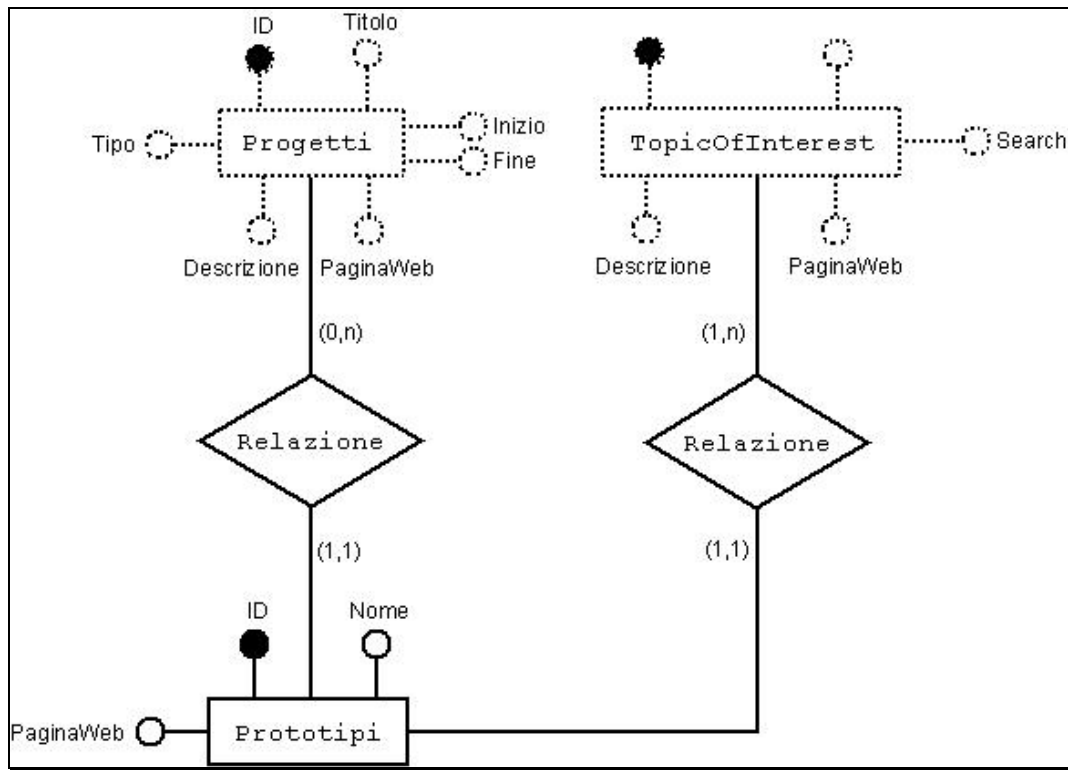 ID
Titolo
Tipo
Progetti
Inizio
Fine
TopicOfInterest
Search
Descrizione
PaginaWeb
Descrizione
PaginaWeb
(0,n)
(1,n)
Relazione
Relazione
(1,1)
(1,1)
ID
Nome
PaginaWeb
Prototipi